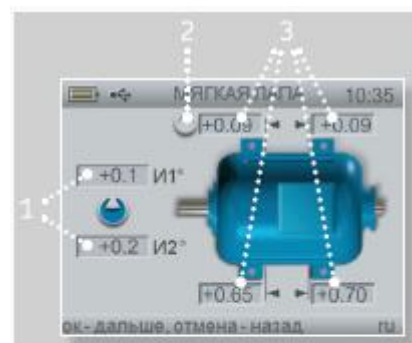 2 3
МЯГКАЯ ЛАПА 10:35
+0.09 +0.09
+0.1 И1°
1
+0.2 И2°
+0.65 +0.70
ок - дальше, отмена - назад ru